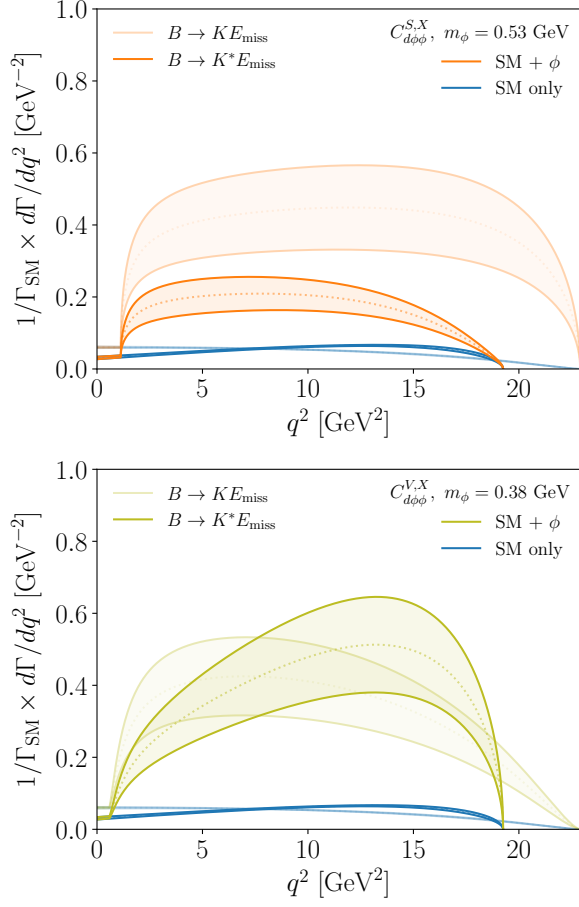 1.0
0.8
0.6
0.4
0.2
0.0
1/Γ_SM × dΓ/dq² [GeV⁻²]
B → KE_miss
B → K*E_miss
C^{S,X}_{dϕϕ}, m_ϕ = 0.53 GeV
SM + ϕ
SM only
0 5 10 15 20
q² [GeV²]
1.0
0.8
0.6
0.4
0.2
0.0
1/Γ_SM × dΓ/dq² [GeV⁻²]
B → KE_miss
B → K*E_miss
C^{V,X}_{dϕϕ}, m_ϕ = 0.38 GeV
SM + ϕ
SM only
0 5 10 15 20
q² [GeV²]